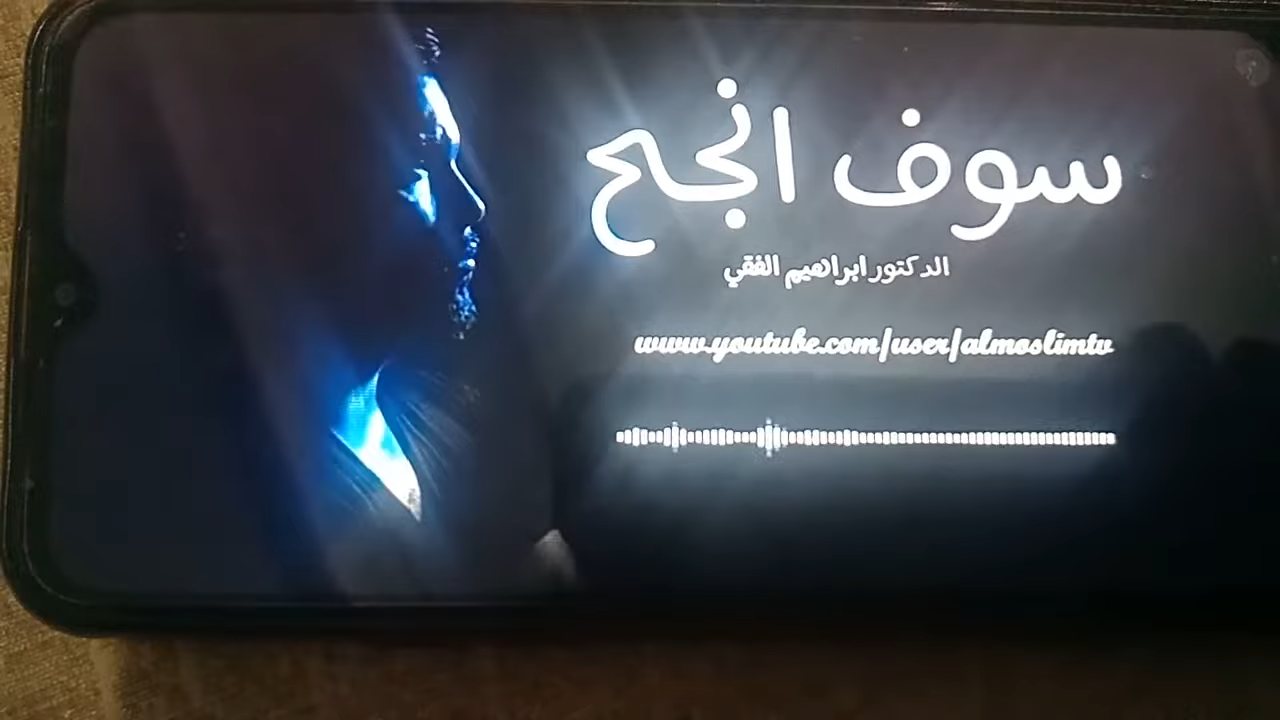 سوف انجح
الدكتور ابراهيم الفقي
www.youtube.com/user/almoslimtv